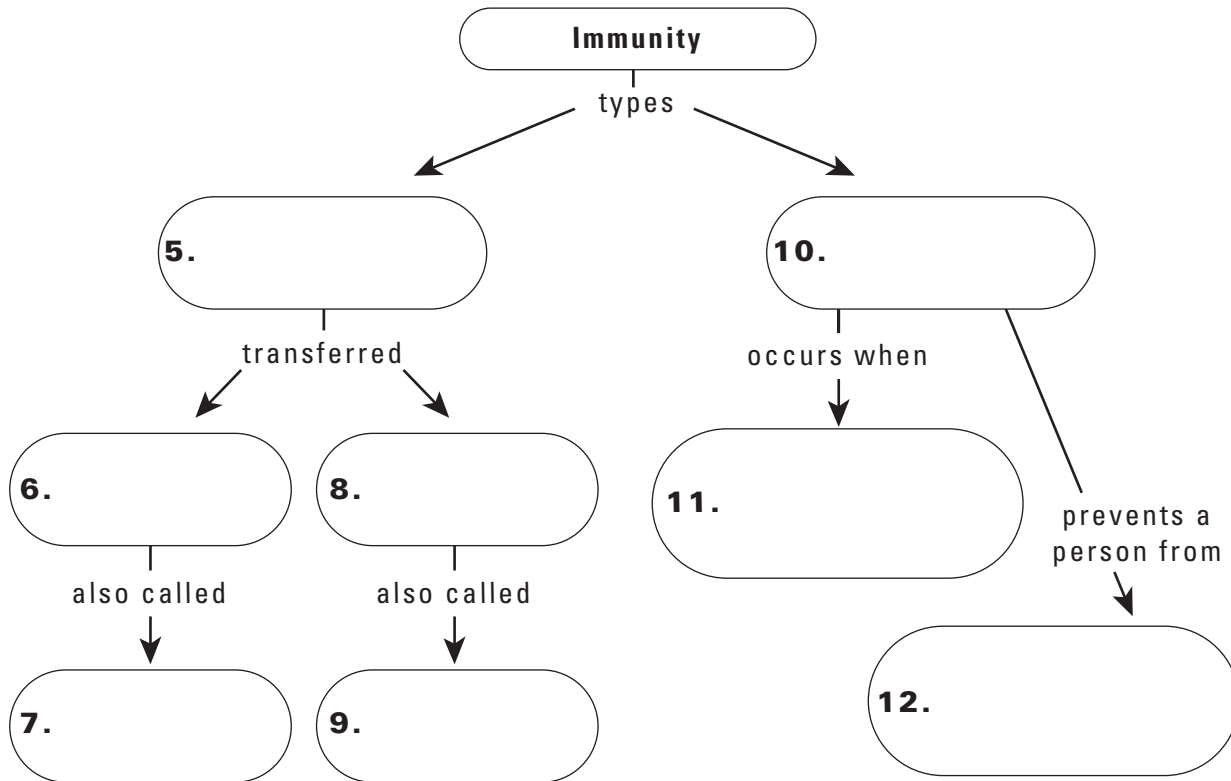 Immunity
types
5.
10.
transferred
occurs when
6.
8.
11.
prevents a
person from
also called
also called
7.
9.
12.